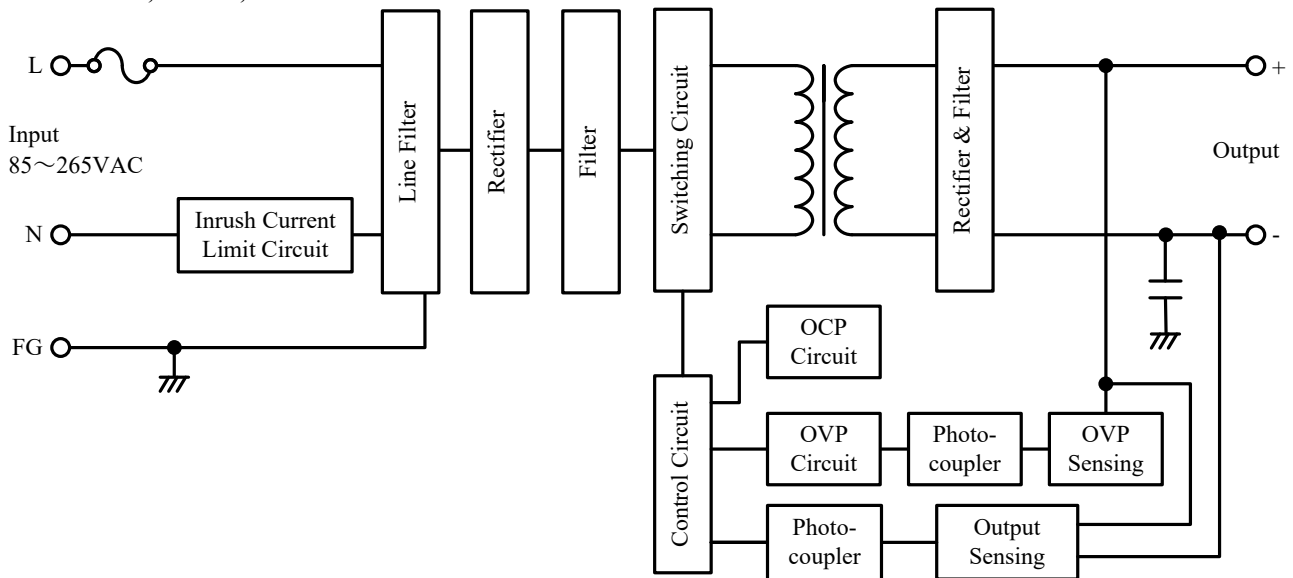 L
Input
85～265VAC
N
Inrush Current
Limit Circuit
FG
Line Filter
Rectifier
Filter
Switching Circuit
Rectifier & Filter
+
Output
-
OCP
Circuit
Control Circuit
OVP
Circuit
Photo-
coupler
OVP
Sensing
Photo-
coupler
Output
Sensing